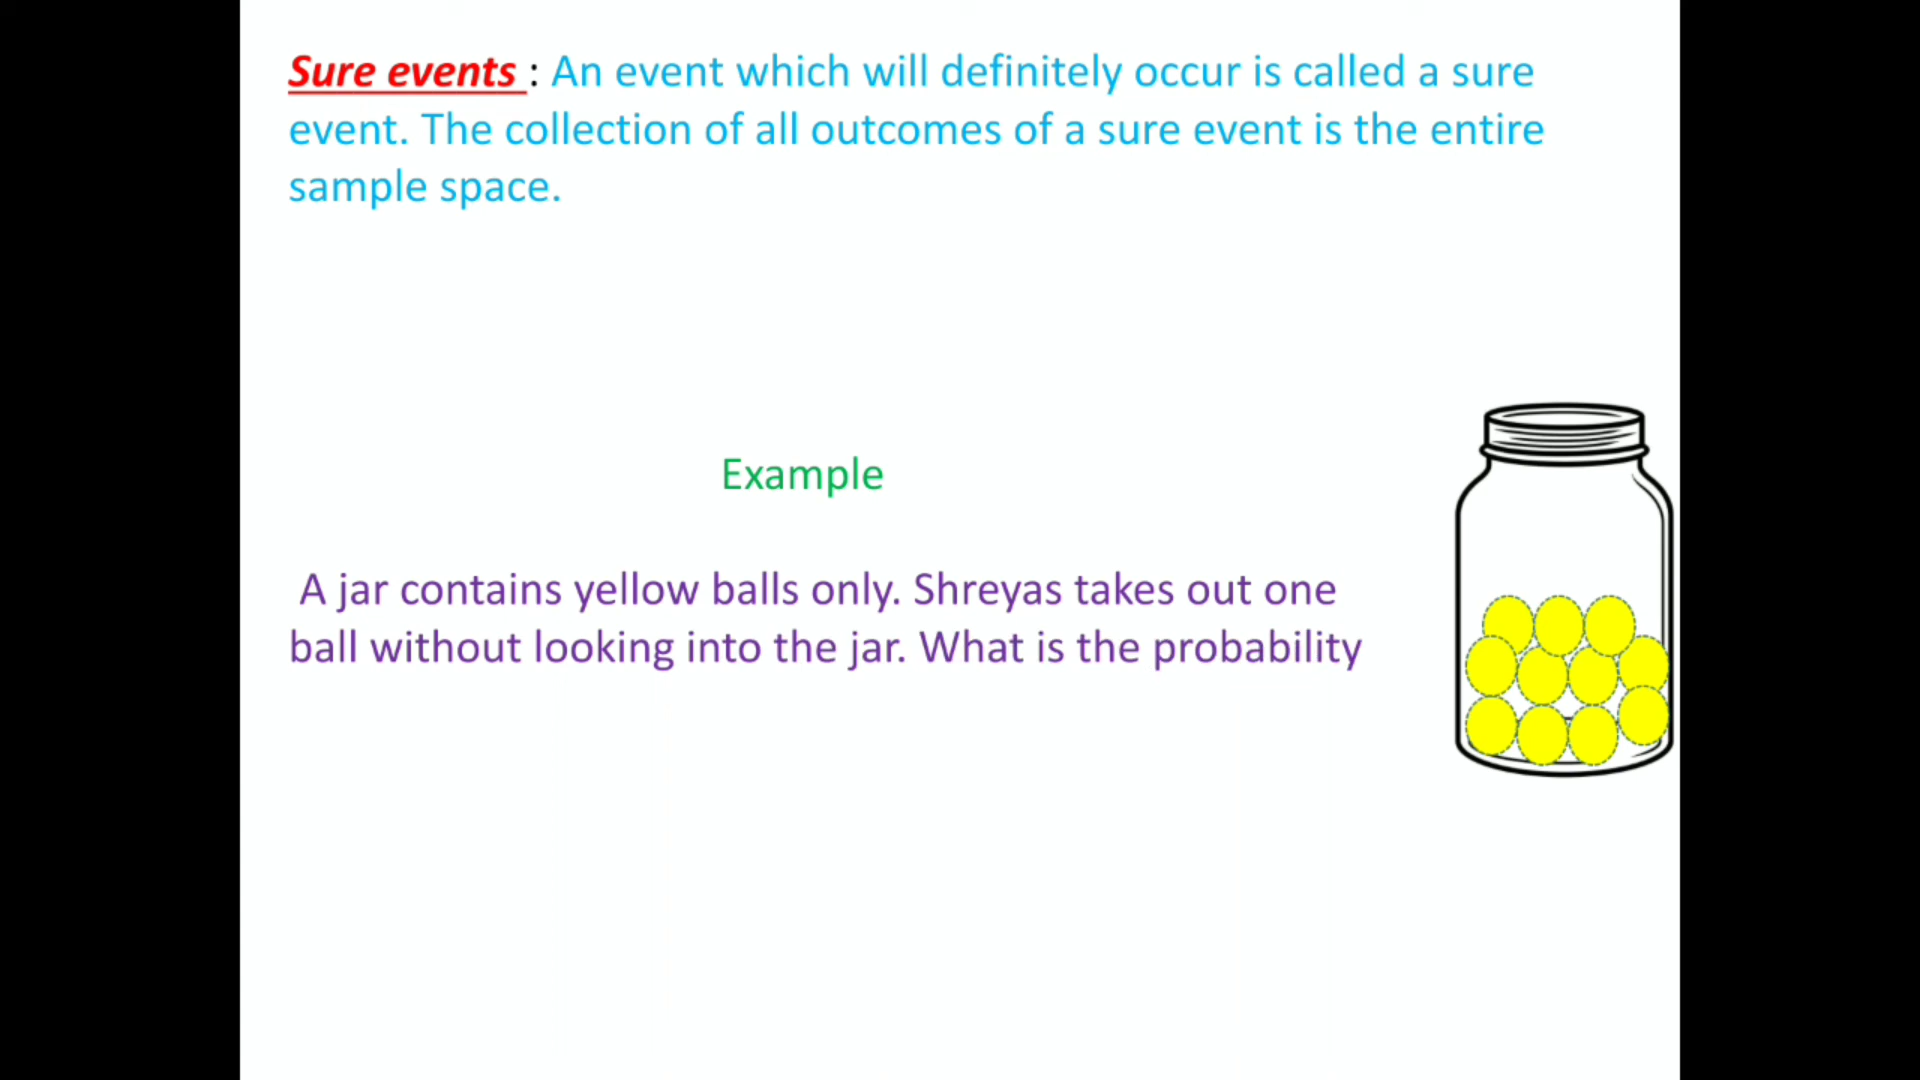 Sure events : An event which will definitely occur is called a sure
event. The collection of all outcomes of a sure event is the entire
sample space.
Example
A jar contains yellow balls only. Shreyas takes out one
ball without looking into the jar. What is the probability